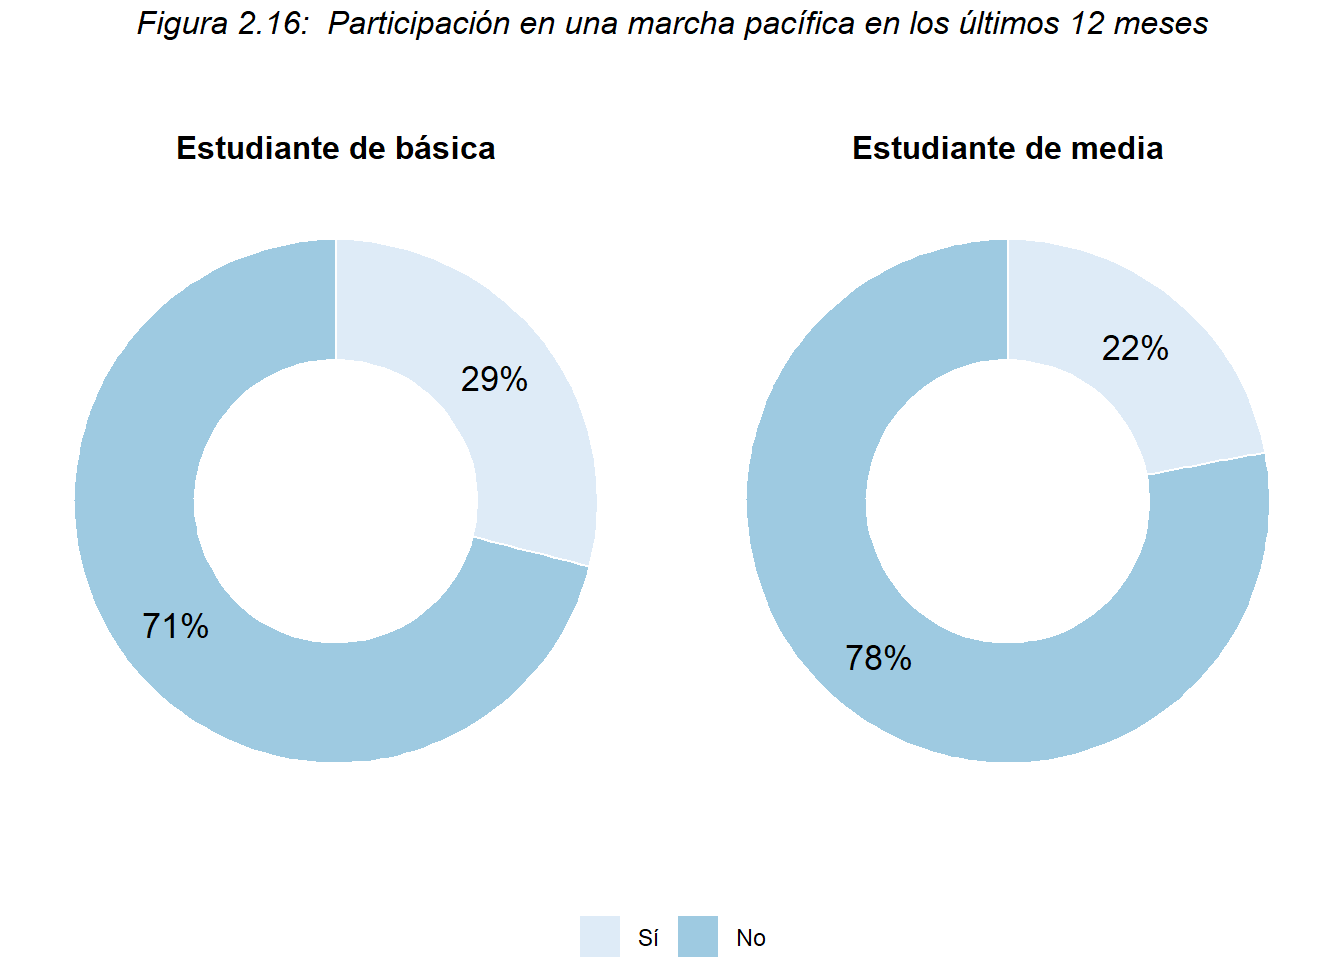 Figura 2.16:  Participación en una marcha pacífica en los últimos 12 meses
Estudiante de básica
Estudiante de media
29%
71%
22%
78%
Sí
No